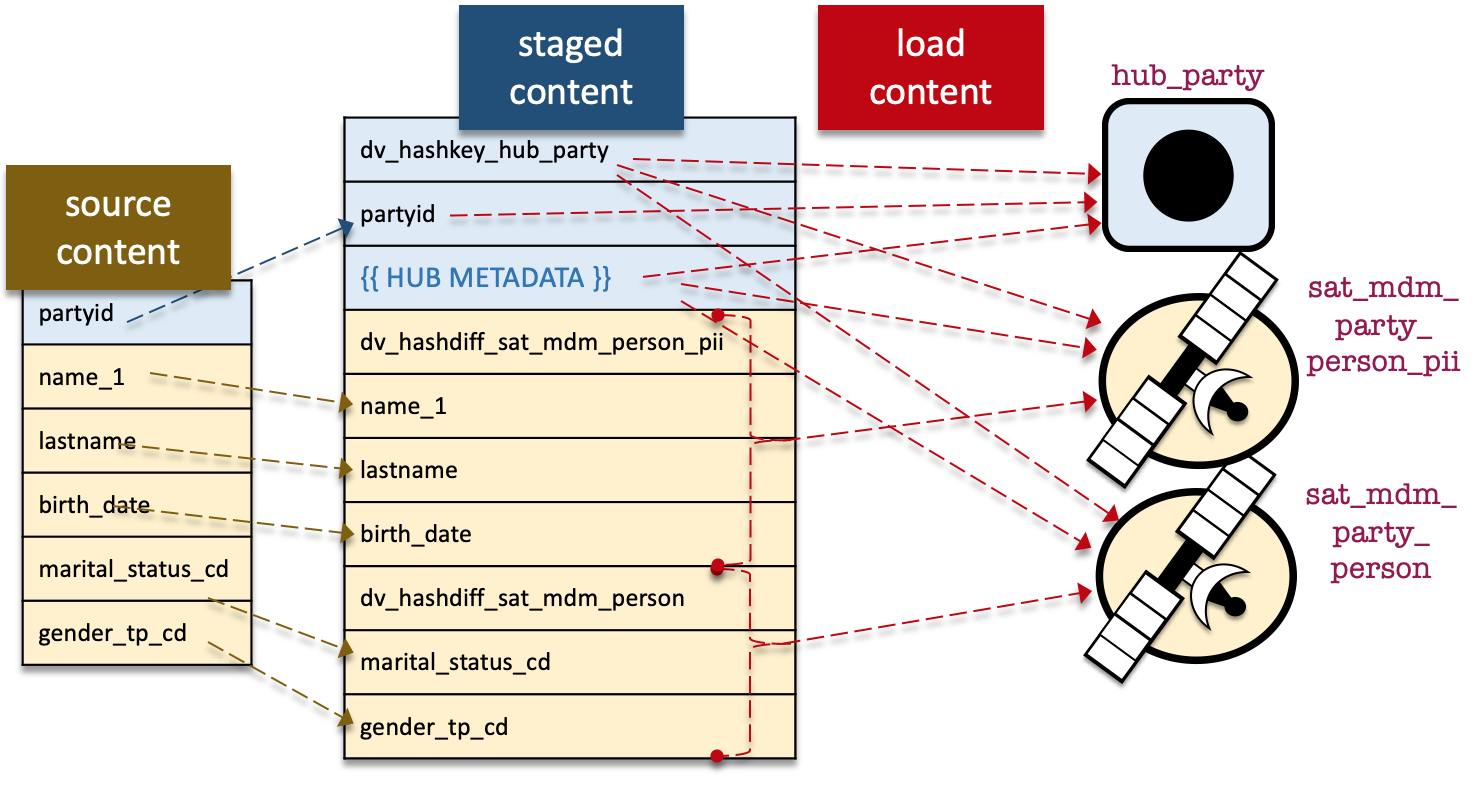 source
content
partyid
name_1
lastname
birth_date
marital_status_cd
gender_tp_cd
staged
content
dv_hashkey_hub_party
partyid
{{ HUB METADATA }}
dv_hashdiff_sat_mdm_person_pii
name_1
lastname
birth_date
dv_hashdiff_sat_mdm_person
marital_status_cd
gender_tp_cd
load
content
hub_party
sat_mdm_
party_
person_pii
sat_mdm_
party_
person